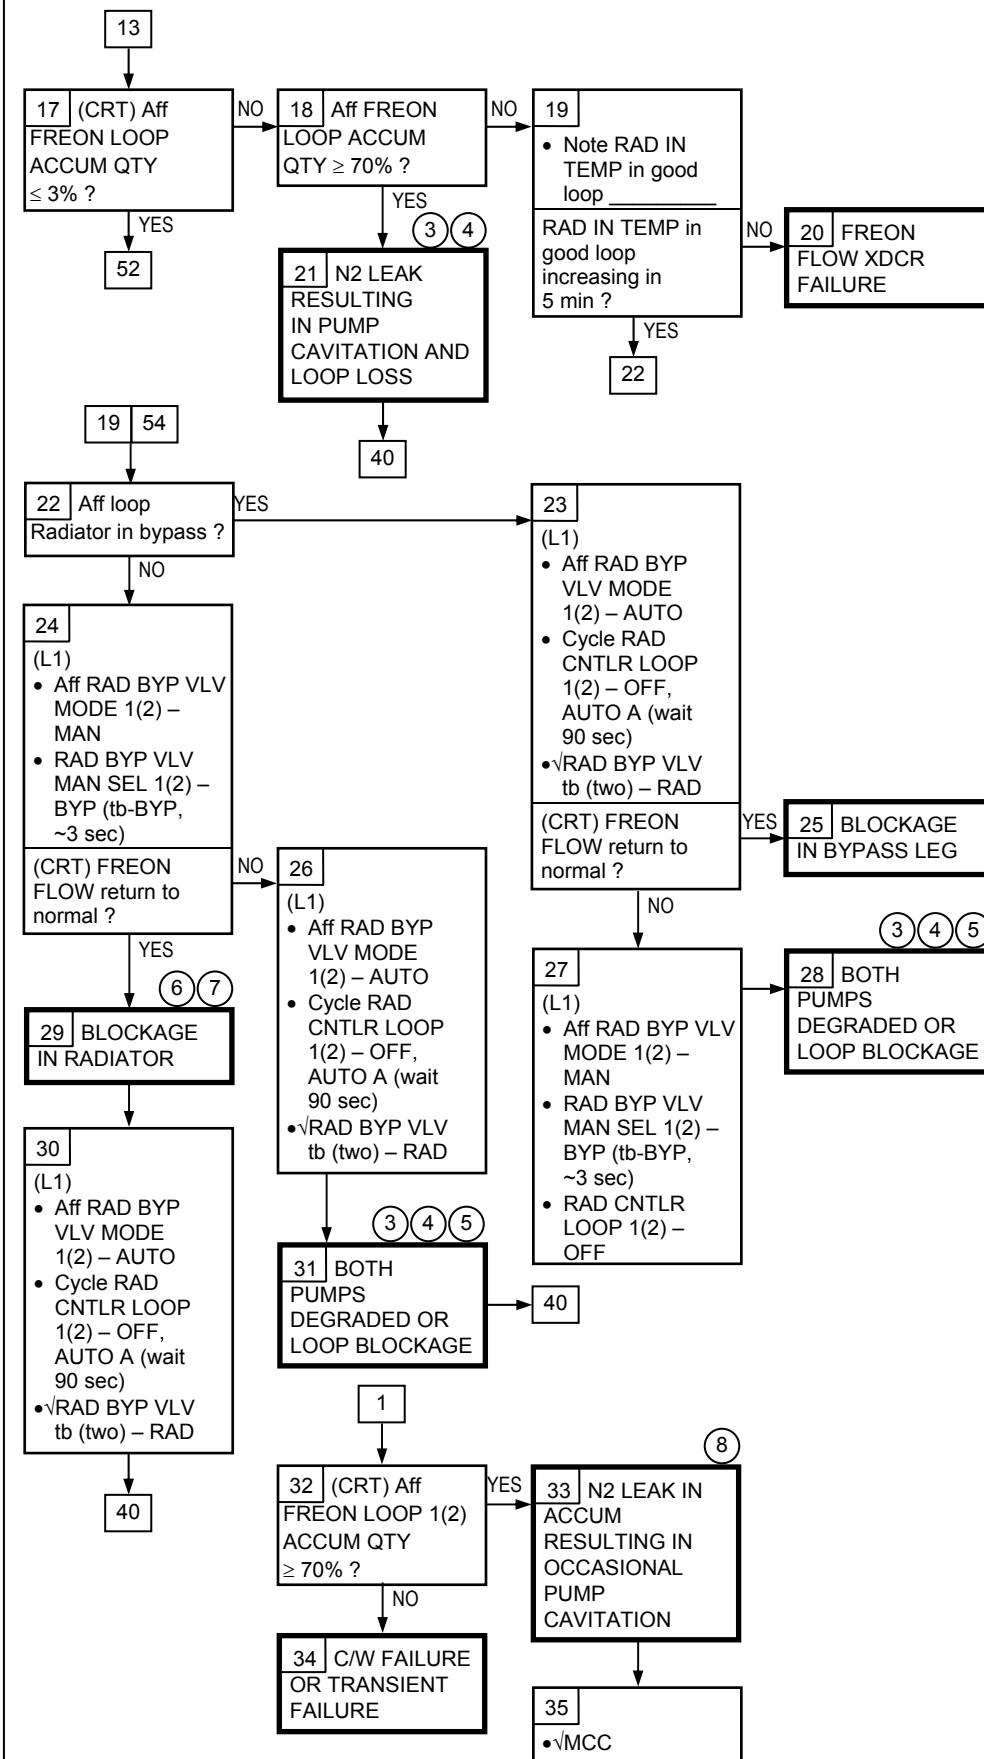 13
17 (CRT) Aff
FREON LOOP
ACCUM QTY
≤ 3% ?
NO
YES
52
18 Aff FREON
LOOP ACCUM
QTY ≥ 70% ?
NO
YES
3 4
21 N2 LEAK
RESULTING
IN PUMP
CAVITATION AND
LOOP LOSS
40
19
• Note RAD IN
TEMP in good
loop __________
RAD IN TEMP in
good loop
increasing in
5 min ?
NO
YES
22
20 FREON
FLOW XDCR
FAILURE
19 54
22 Aff loop
Radiator in bypass ?
YES
NO
23
(L1)
• Aff RAD BYP
VLV MODE
1(2) – AUTO
• Cycle RAD
CNTLR LOOP
1(2) – OFF,
AUTO A (wait
90 sec)
•√RAD BYP VLV
tb (two) – RAD
(CRT) FREON
FLOW return to
normal ?
YES
NO
25 BLOCKAGE
IN BYPASS LEG
24
(L1)
• Aff RAD BYP VLV
MODE 1(2) –
MAN
• RAD BYP VLV
MAN SEL 1(2) –
BYP (tb-BYP,
~3 sec)
(CRT) FREON
FLOW return to
normal ?
NO
YES
26
(L1)
• Aff RAD BYP
VLV MODE
1(2) – AUTO
• Cycle RAD
CNTLR LOOP
1(2) – OFF,
AUTO A (wait
90 sec)
•√RAD BYP VLV
tb (two) – RAD
27
(L1)
• Aff RAD BYP VLV
MODE 1(2) –
MAN
• RAD BYP VLV
MAN SEL 1(2) –
BYP (tb-BYP,
~3 sec)
• RAD CNTLR
LOOP 1(2) –
OFF
3 4 5
28 BOTH
PUMPS
DEGRADED OR
LOOP BLOCKAGE
6 7
29 BLOCKAGE
IN RADIATOR
30
(L1)
• Aff RAD BYP
VLV MODE
1(2) – AUTO
• Cycle RAD
CNTLR LOOP
1(2) – OFF,
AUTO A (wait
90 sec)
•√RAD BYP VLV
tb (two) – RAD
40
3 4 5
31 BOTH
PUMPS
DEGRADED OR
LOOP BLOCKAGE
40
1
32 (CRT) Aff
FREON LOOP 1(2)
ACCUM QTY
≥ 70% ?
YES
NO
8
33 N2 LEAK IN
ACCUM
RESULTING IN
OCCASIONAL
PUMP
CAVITATION
34 C/W FAILURE
OR TRANSIENT
FAILURE
35
•√MCC